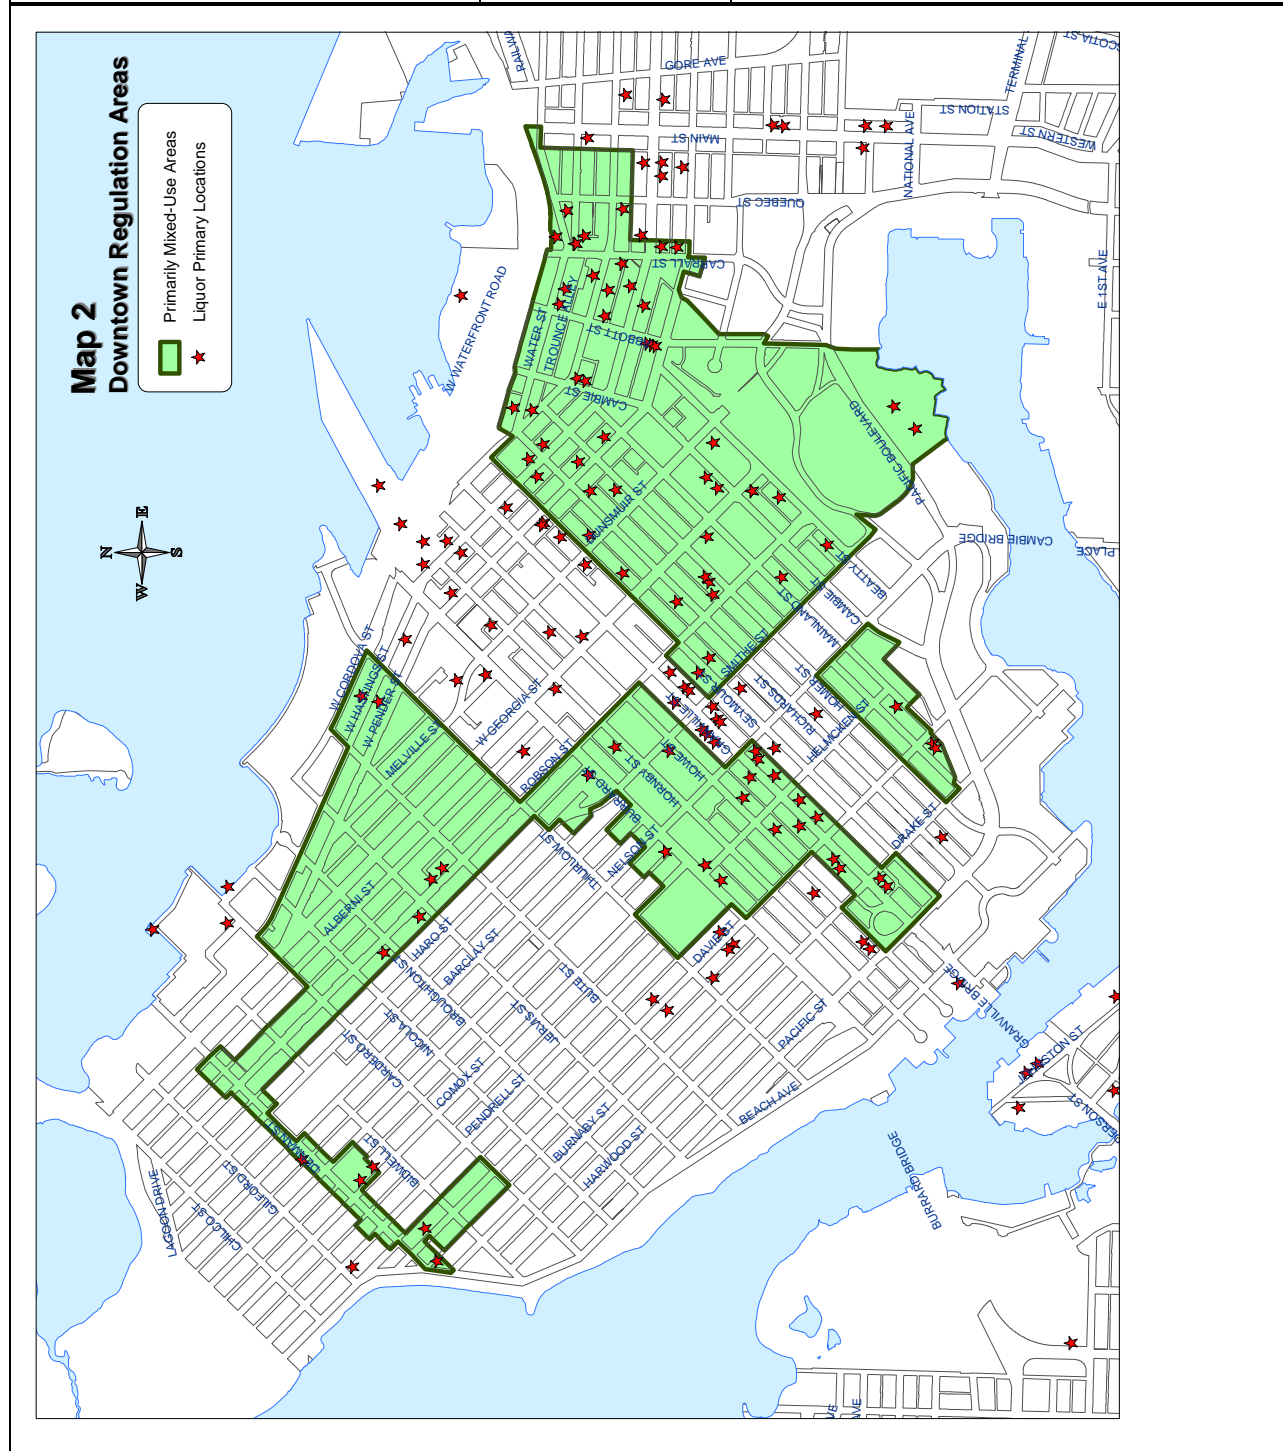 Map 2
Downtown Regulation Areas
Primarily Mixed-Use Areas
Liquor Primary Locations
N
E
S
W
GORE AVE
MAIN ST
STATION ST
WESTERN ST
NATIONAL AVE
QUEBEC ST
E 1ST AVE
CARRALL ST
W WATERFRONT ROAD
WATER ST
TROUNCE ALLEY
CAMBIE ST
PACIFIC BOULEVARD
CAMBIE BRIDGE
PLACE
DUNSMUIR ST
BEATTY ST
CAMBIE ST
MAINLAND ST
HOMER ST
SMITHE ST
RICHARDS ST
SEYMOUR ST
HELMCKEN ST
W CORDOVA ST
W HASTINGS ST
W PENDER ST
MELVILLE ST
W GEORGIA ST
ROBSON ST
HOWE ST
HORNBY ST
BURRARD ST
NELSON ST
THURLOW ST
DRAKE ST
DAVIE ST
ALBERNI ST
HARO ST
BARCLAY ST
BROUGHTON ST
NICOLA ST
CARDERO ST
JERVIS ST
BUTE ST
COMOX ST
PENDRELL ST
PACIFIC ST
BEACH AVE
BURNABY ST
HARWOOD ST
BIDWELL ST
DENMAN ST
GILFORD ST
CHILCO ST
LAGOON DRIVE
GRANVILLE BRIDGE
BURRARD BRIDGE